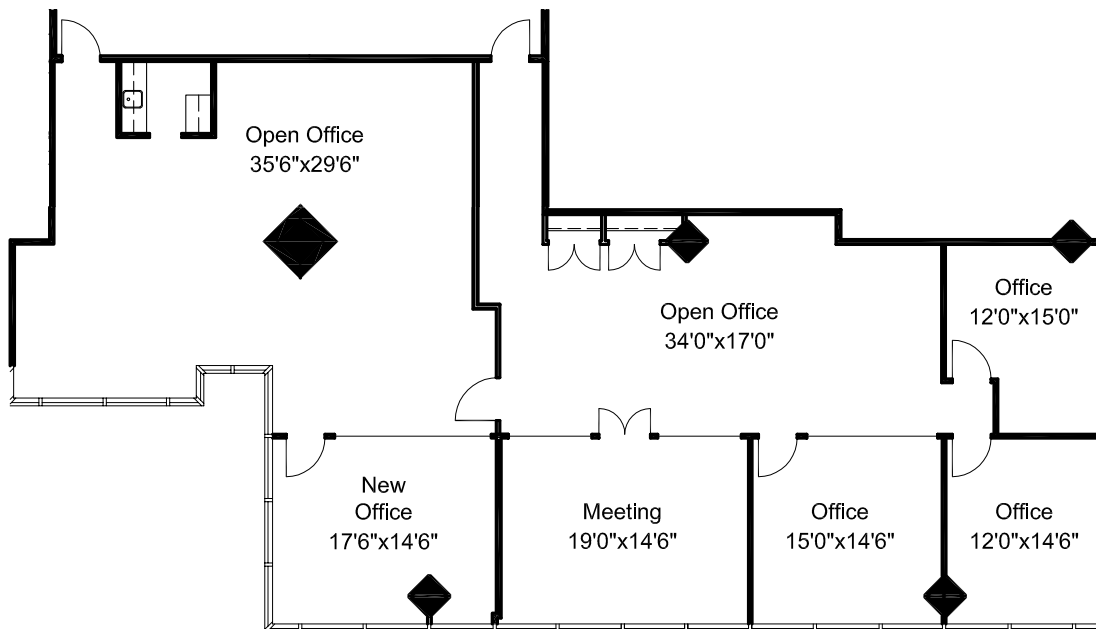 Open Office
35'6"x29'6"
Open Office
34'0"x17'0"
Office
12'0"x15'0"
New
Office
17'6"x14'6"
Meeting
19'0"x14'6"
Office
15'0"x14'6"
Office
12'0"x14'6"